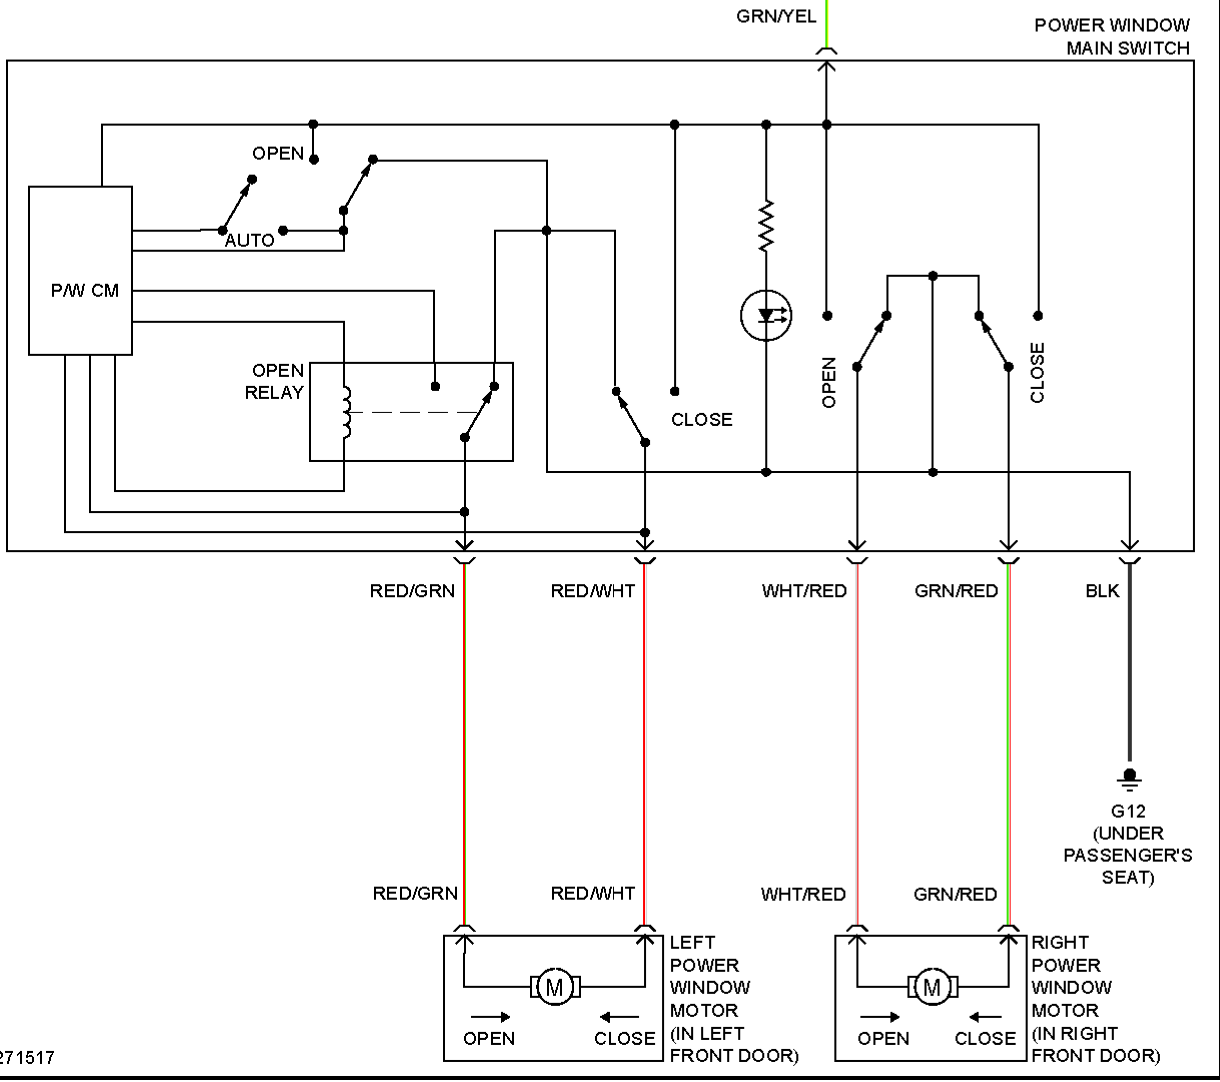 GRN/YEL
POWER WINDOW
MAIN SWITCH
OPEN
AUTO
P/W CM
OPEN
RELAY
CLOSE
OPEN
CLOSE
RED/GRN
RED/WHT
WHT/RED
GRN/RED
BLK
G12
(UNDER
PASSENGER'S
SEAT)
RED/GRN
RED/WHT
WHT/RED
GRN/RED
M
OPEN
CLOSE
LEFT
POWER
WINDOW
MOTOR
(IN LEFT
FRONT DOOR)
M
OPEN
CLOSE
RIGHT
POWER
WINDOW
MOTOR
(IN RIGHT
FRONT DOOR)
271517